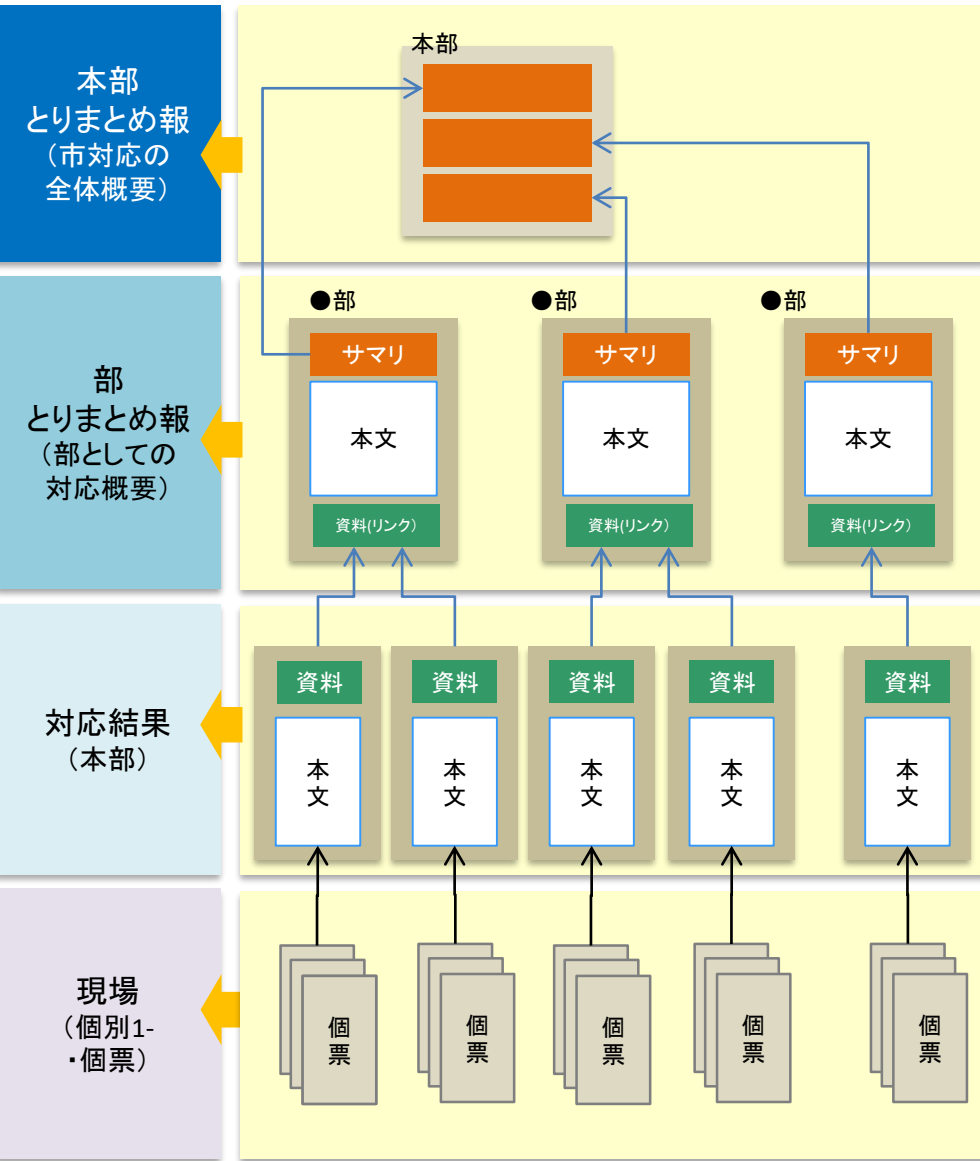 本部
とりまとめ報
（市対応の
全体概要）
本部
部
とりまとめ報
（部としての
対応概要）
●部
●部
●部
サマリ
サマリ
サマリ
本文
本文
本文
資料(リンク）
資料(リンク）
資料(リンク）
対応結果
（本部）
資料
資料
資料
資料
資料
本文
本文
本文
本文
本文
現場
（個別1-
・個票）
個票
個票
個票
個票
個票